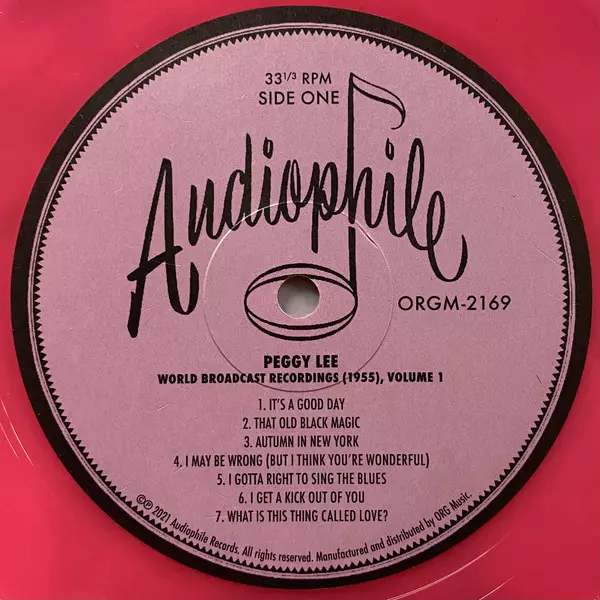 33 1/3 RPM
SIDE ONE
Audiophile
ORGM-2169
PEGGY LEE
WORLD BROADCAST RECORDINGS (1955), VOLUME 1
1. IT'S A GOOD DAY
2. THAT OLD BLACK MAGIC
3. AUTUMN IN NEW YORK
4. I MAY BE WRONG (BUT I THINK YOU'RE WONDERFUL)
5. I GOTTA RIGHT TO SING THE BLUES
6. I GET A KICK OUT OF YOU
7. WHAT IS THIS THING CALLED LOVE?
©℗ 2021 Audiophile Records. All rights reserved. Manufactured and distributed by ORG Music.